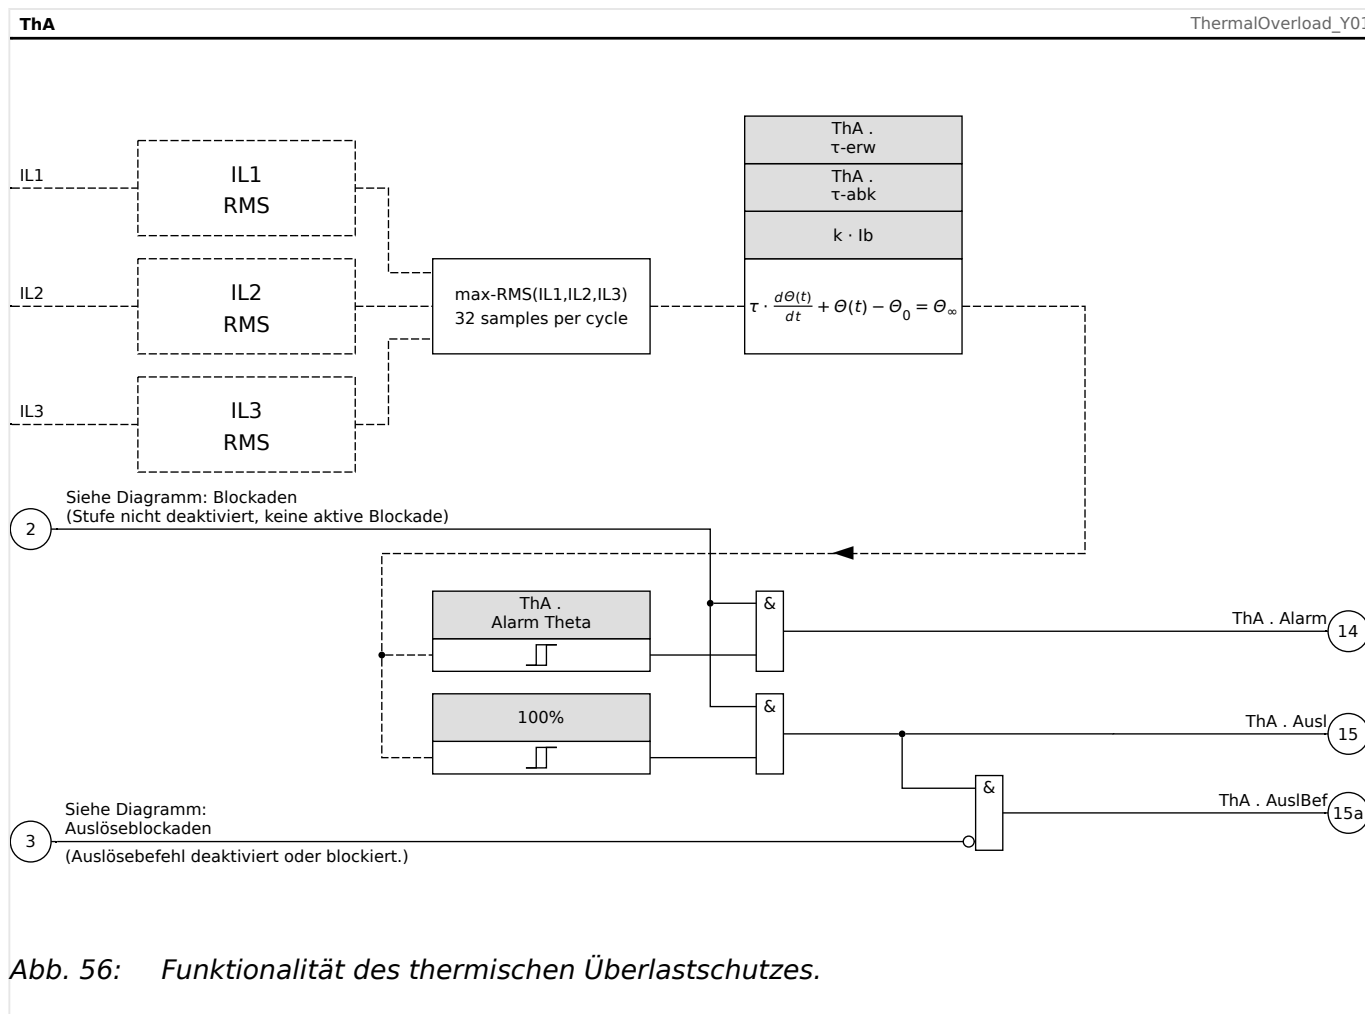 ThA
ThermalOverload_Y01
ThA .
τ-erw
ThA .
τ-abk
k · Ib
τ · dΘ(t)/dt + Θ(t) − Θ₀ = Θ∞
IL1
IL1
RMS
IL2
IL2
RMS
max-RMS(IL1,IL2,IL3)
32 samples per cycle
IL3
IL3
RMS
Siehe Diagramm: Blockaden
2
(Stufe nicht deaktiviert, keine aktive Blockade)
ThA .
Alarm Theta
&
ThA . Alarm
14
100%
&
ThA . Ausl
15
&
ThA . AuslBef
15a
Siehe Diagramm:
Auslöseblockaden
3
(Auslösebefehl deaktiviert oder blockiert.)
Abb. 56: Funktionalität des thermischen Überlastschutzes.